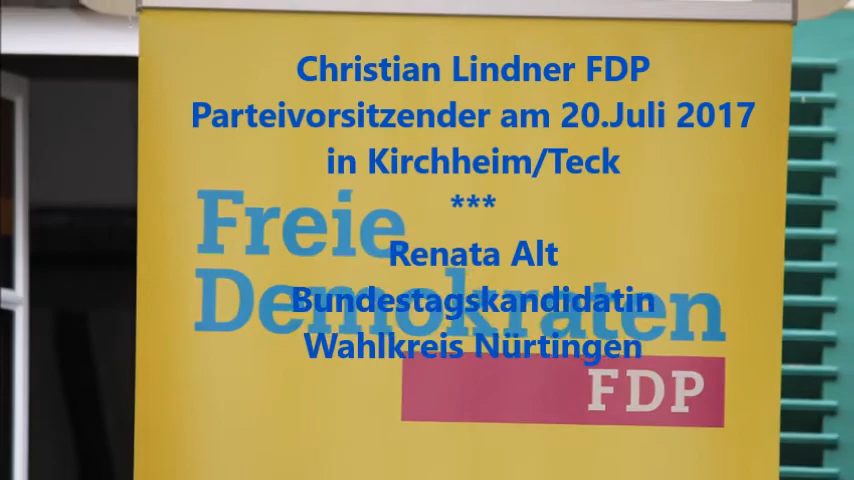 Christian Lindner FDP
Parteivorsitzender am 20.Juli 2017
in Kirchheim/Teck
***
Freie
Renata Alt
Demokraten
Bundestagskandidatin
Wahlkreis Nürtingen
FDP